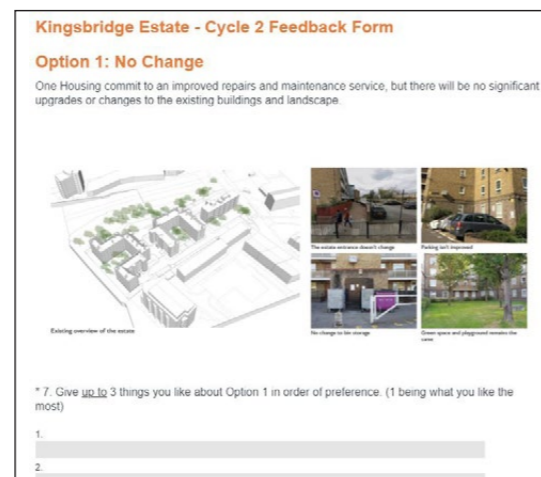 Kingsbridge Estate - Cycle 2 Feedback Form
Option 1: No Change
One Housing commit to an improved repairs and maintenance service, but there will be no significant
upgrades or changes to the existing buildings and landscape.
The estate entrance doesn't change
Parking isn't improved
Existing overview of the estate
No change to bin storage
Green space and playground remains the
same
* 7. Give up to 3 things you like about Option 1 in order of preference. (1 being what you like the
most)
1.
2.